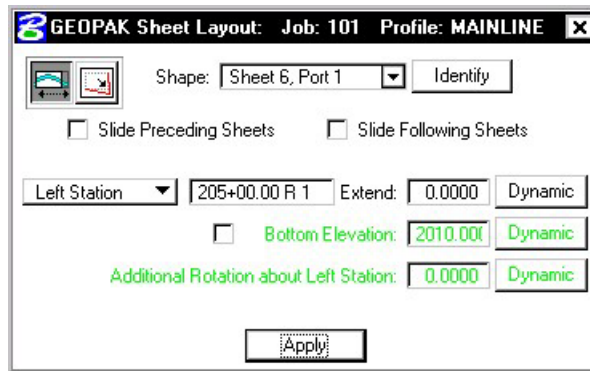 GEOPAK Sheet Layout: Job: 101 Profile: MAINLINE
Shape: Sheet 6, Port 1 Identify
Slide Preceding Sheets Slide Following Sheets
Left Station 205+00.00 R 1 Extend: 0.0000 Dynamic
Bottom Elevation: 2010.00( Dynamic
Additional Rotation about Left Station: 0.0000 Dynamic
Apply